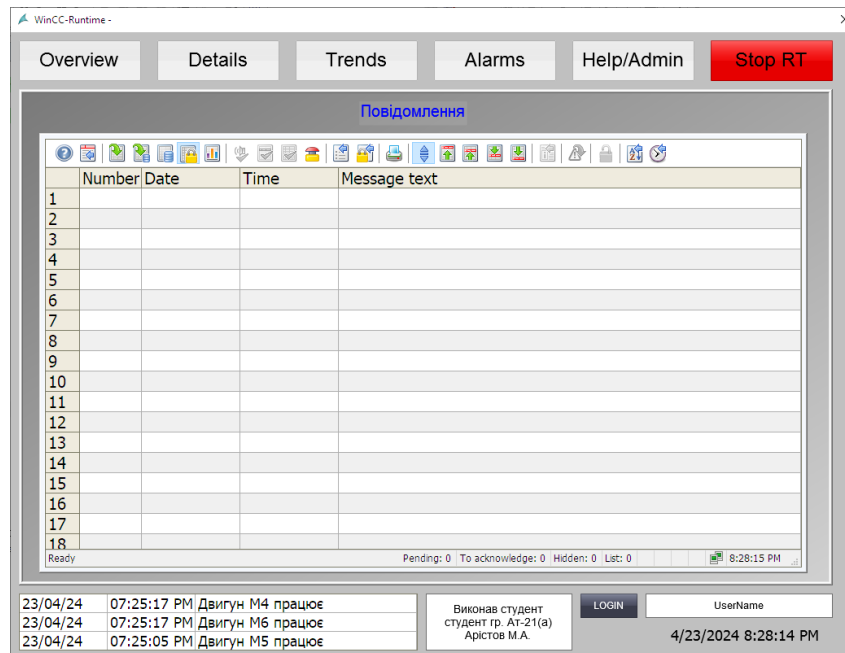 WinCC-Runtime -
Overview Details Trends Alarms Help/Admin Stop RT
Повідомлення
Number Date Time Message text
1
2
3
4
5
6
7
8
9
10
11
12
13
14
15
16
17
18
Ready Pending: 0 To acknowledge: 0 Hidden: 0 List: 0 8:28:15 PM
23/04/24 07:25:17 PM Двигун М4 працює
23/04/24 07:25:17 PM Двигун М6 працює
23/04/24 07:25:05 PM Двигун М5 працює
Виконав студент
студент гр. Ат-21(а)
Арістов М.А.
LOGIN UserName
4/23/2024 8:28:14 PM